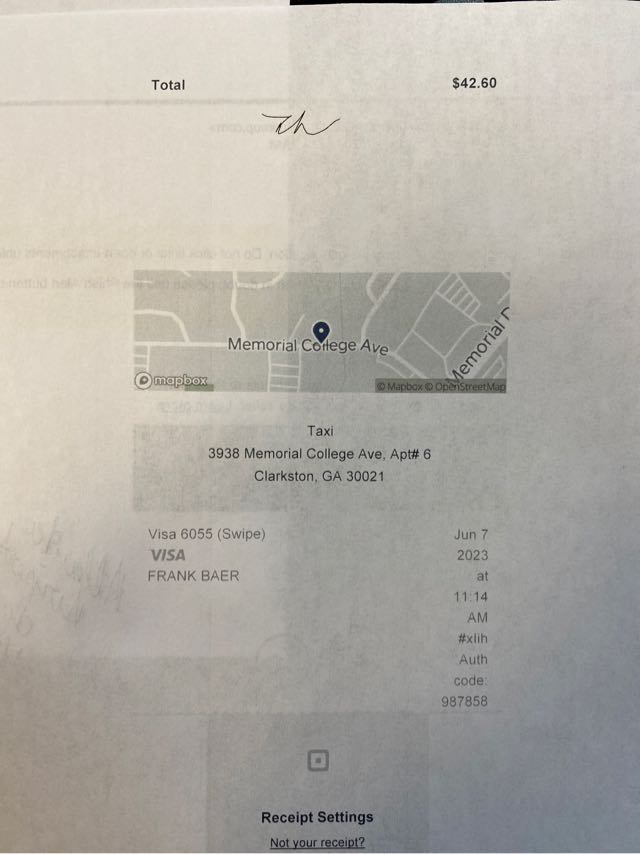 Total $42.60
Memorial College Ave
Memorial
mapbox
© Mapbox © OpenStreetMap
Taxi
3938 Memorial College Ave, Apt# 6
Clarkston, GA 30021
Visa 6055 (Swipe) Jun 7
VISA 2023
FRANK BAER at
11:14
AM
#xlih
Auth
code:
987858
Receipt Settings
Not your receipt?